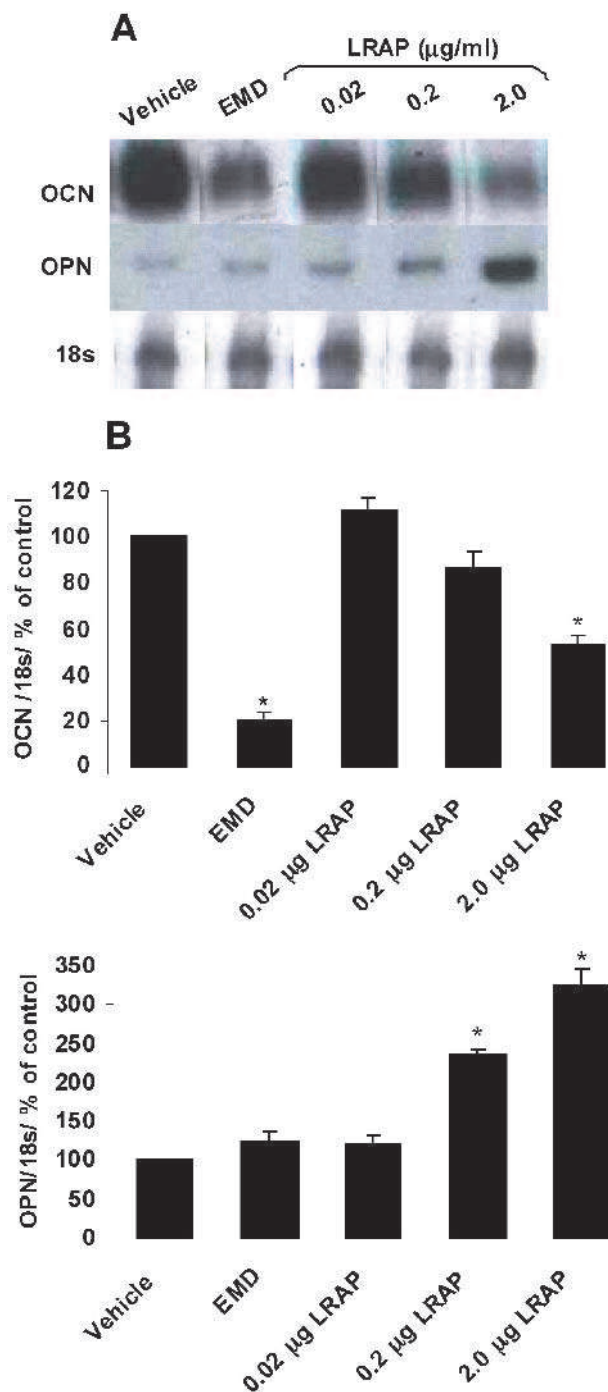 A
LRAP (μg/ml)
Vehicle EMD 0.02 0.2 2.0
OCN
OPN
18s
B
OCN /18s/ % of control
120
100
80
60
40
20
0
* *
Vehicle EMD 0.02 μg LRAP 0.2 μg LRAP 2.0 μg LRAP
OPN/18s/ % of control
350
300
250
200
150
100
50
0
* *
Vehicle EMD 0.02 μg LRAP 0.2 μg LRAP 2.0 μg LRAP